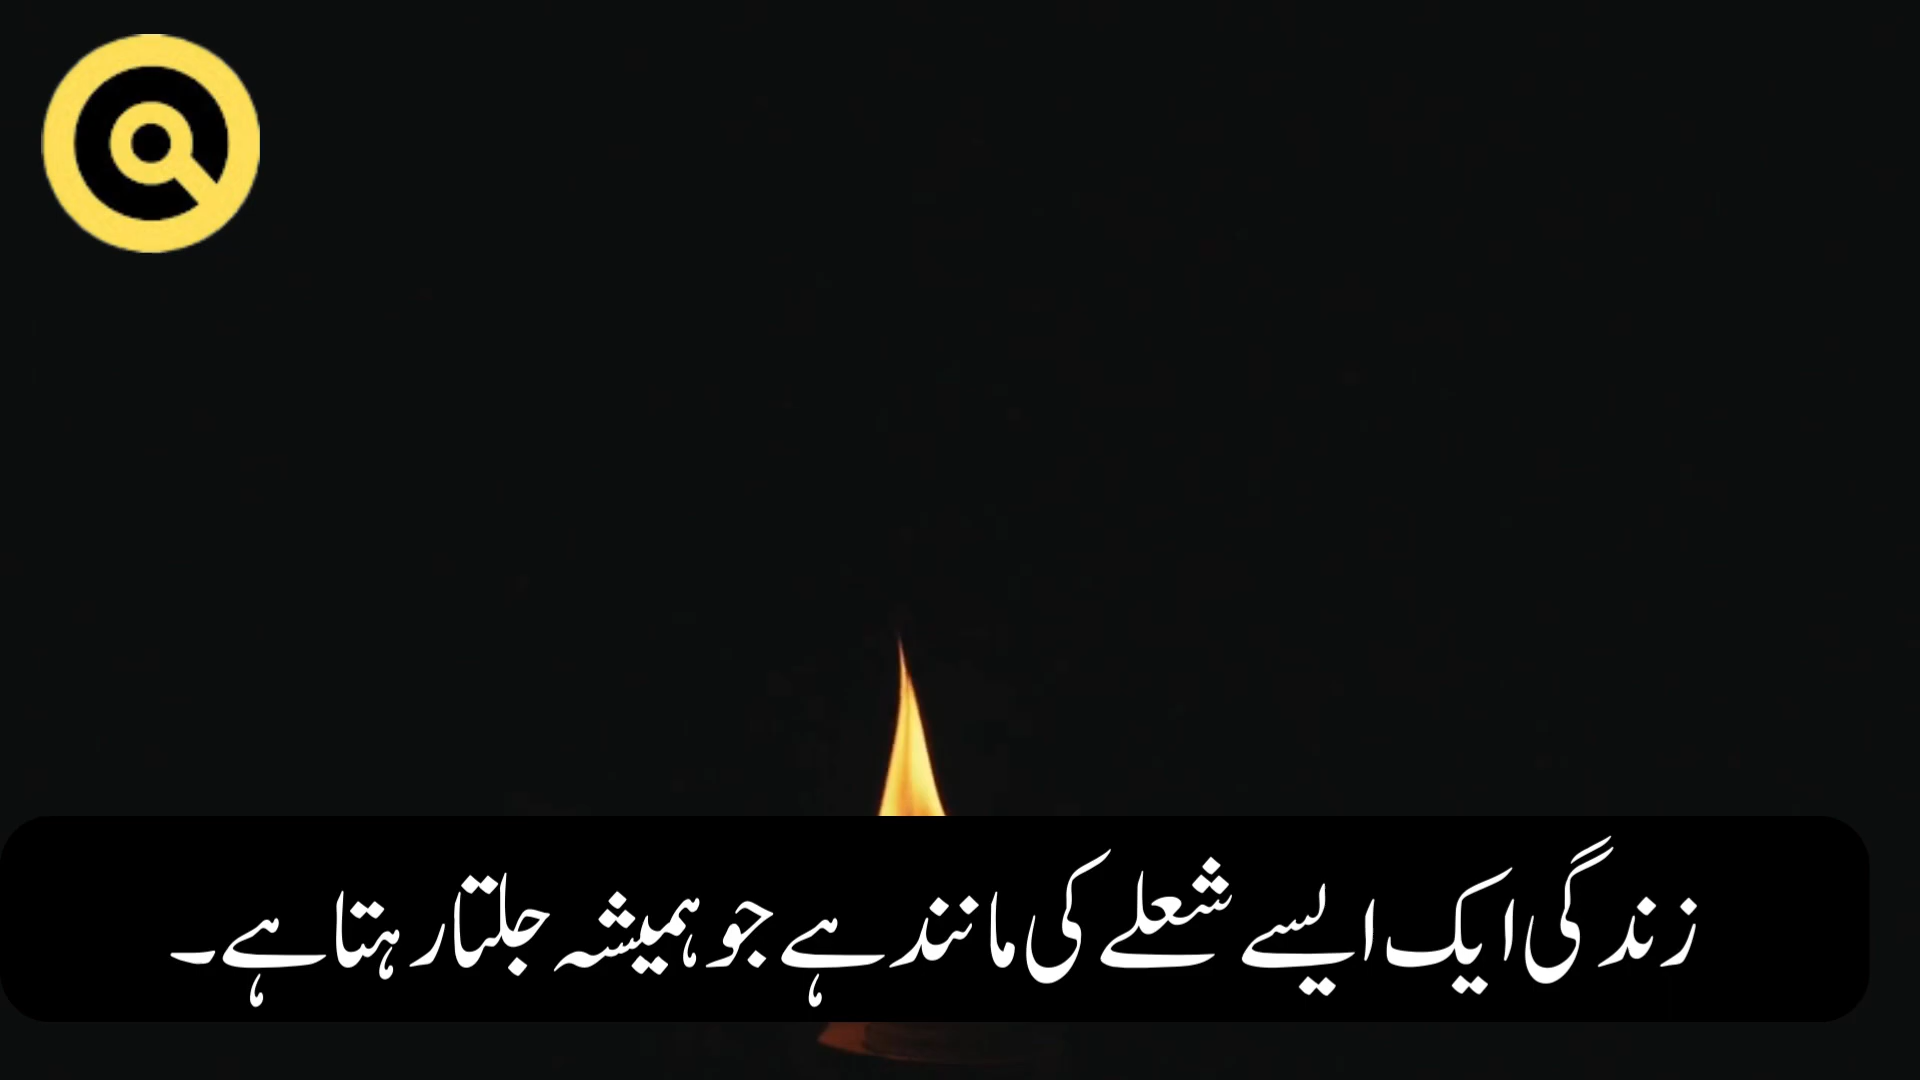 زندگی ایک ایسے شعلے کی مانند ہے جو ہمیشہ جلتا رہتا ہے۔